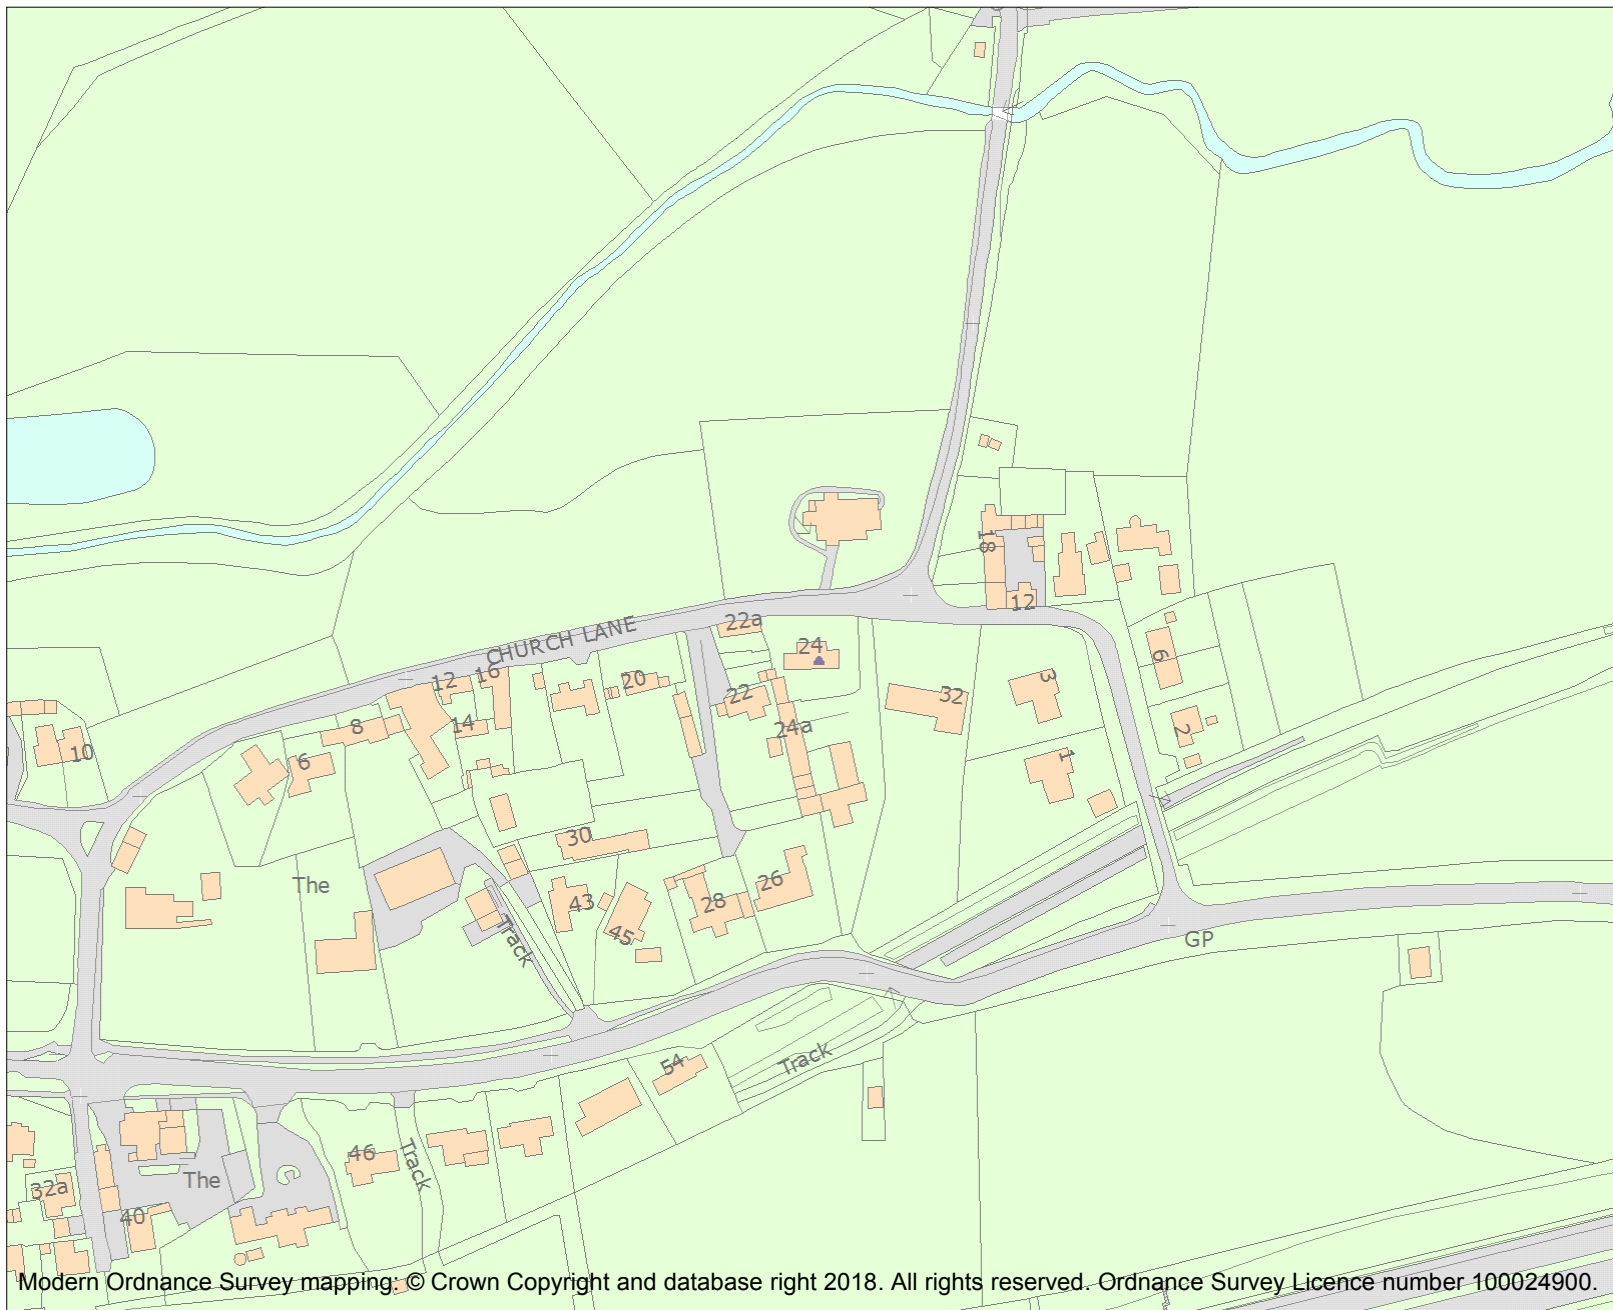 18
12
CHURCH LANE
22a
24
12
16
20
6
22
32
3
8
14
24a
2
10
6
1
30
The
26
43
28
45
Track
GP
54
Track
46
Track
The
32a
40
Modern Ordnance Survey mapping: © Crown Copyright and database right 2018. All rights reserved. Ordnance Survey Licence number 100024900.